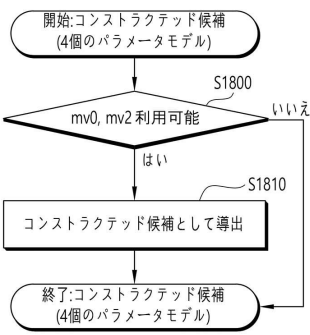 開始:コンストラクテッド候補
(4個のパラメータモデル)
S1800
mv0, mv2 利用可能
いいえ
はい
S1810
コンストラクテッド候補として導出
終了:コンストラクテッド候補
(4個のパラメータモデル)